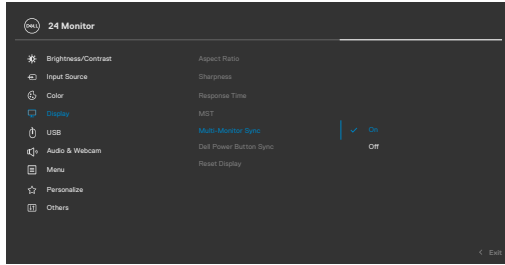 DELL 24 Monitor
Brightness/Contrast
Input Source
Color
Display
USB
Audio & Webcam
Menu
Personalize
Others
Aspect Ratio
Sharpness
Response Time
MST
Multi-Monitor Sync
Dell Power Button Sync
Reset Display
On
Off
Exit